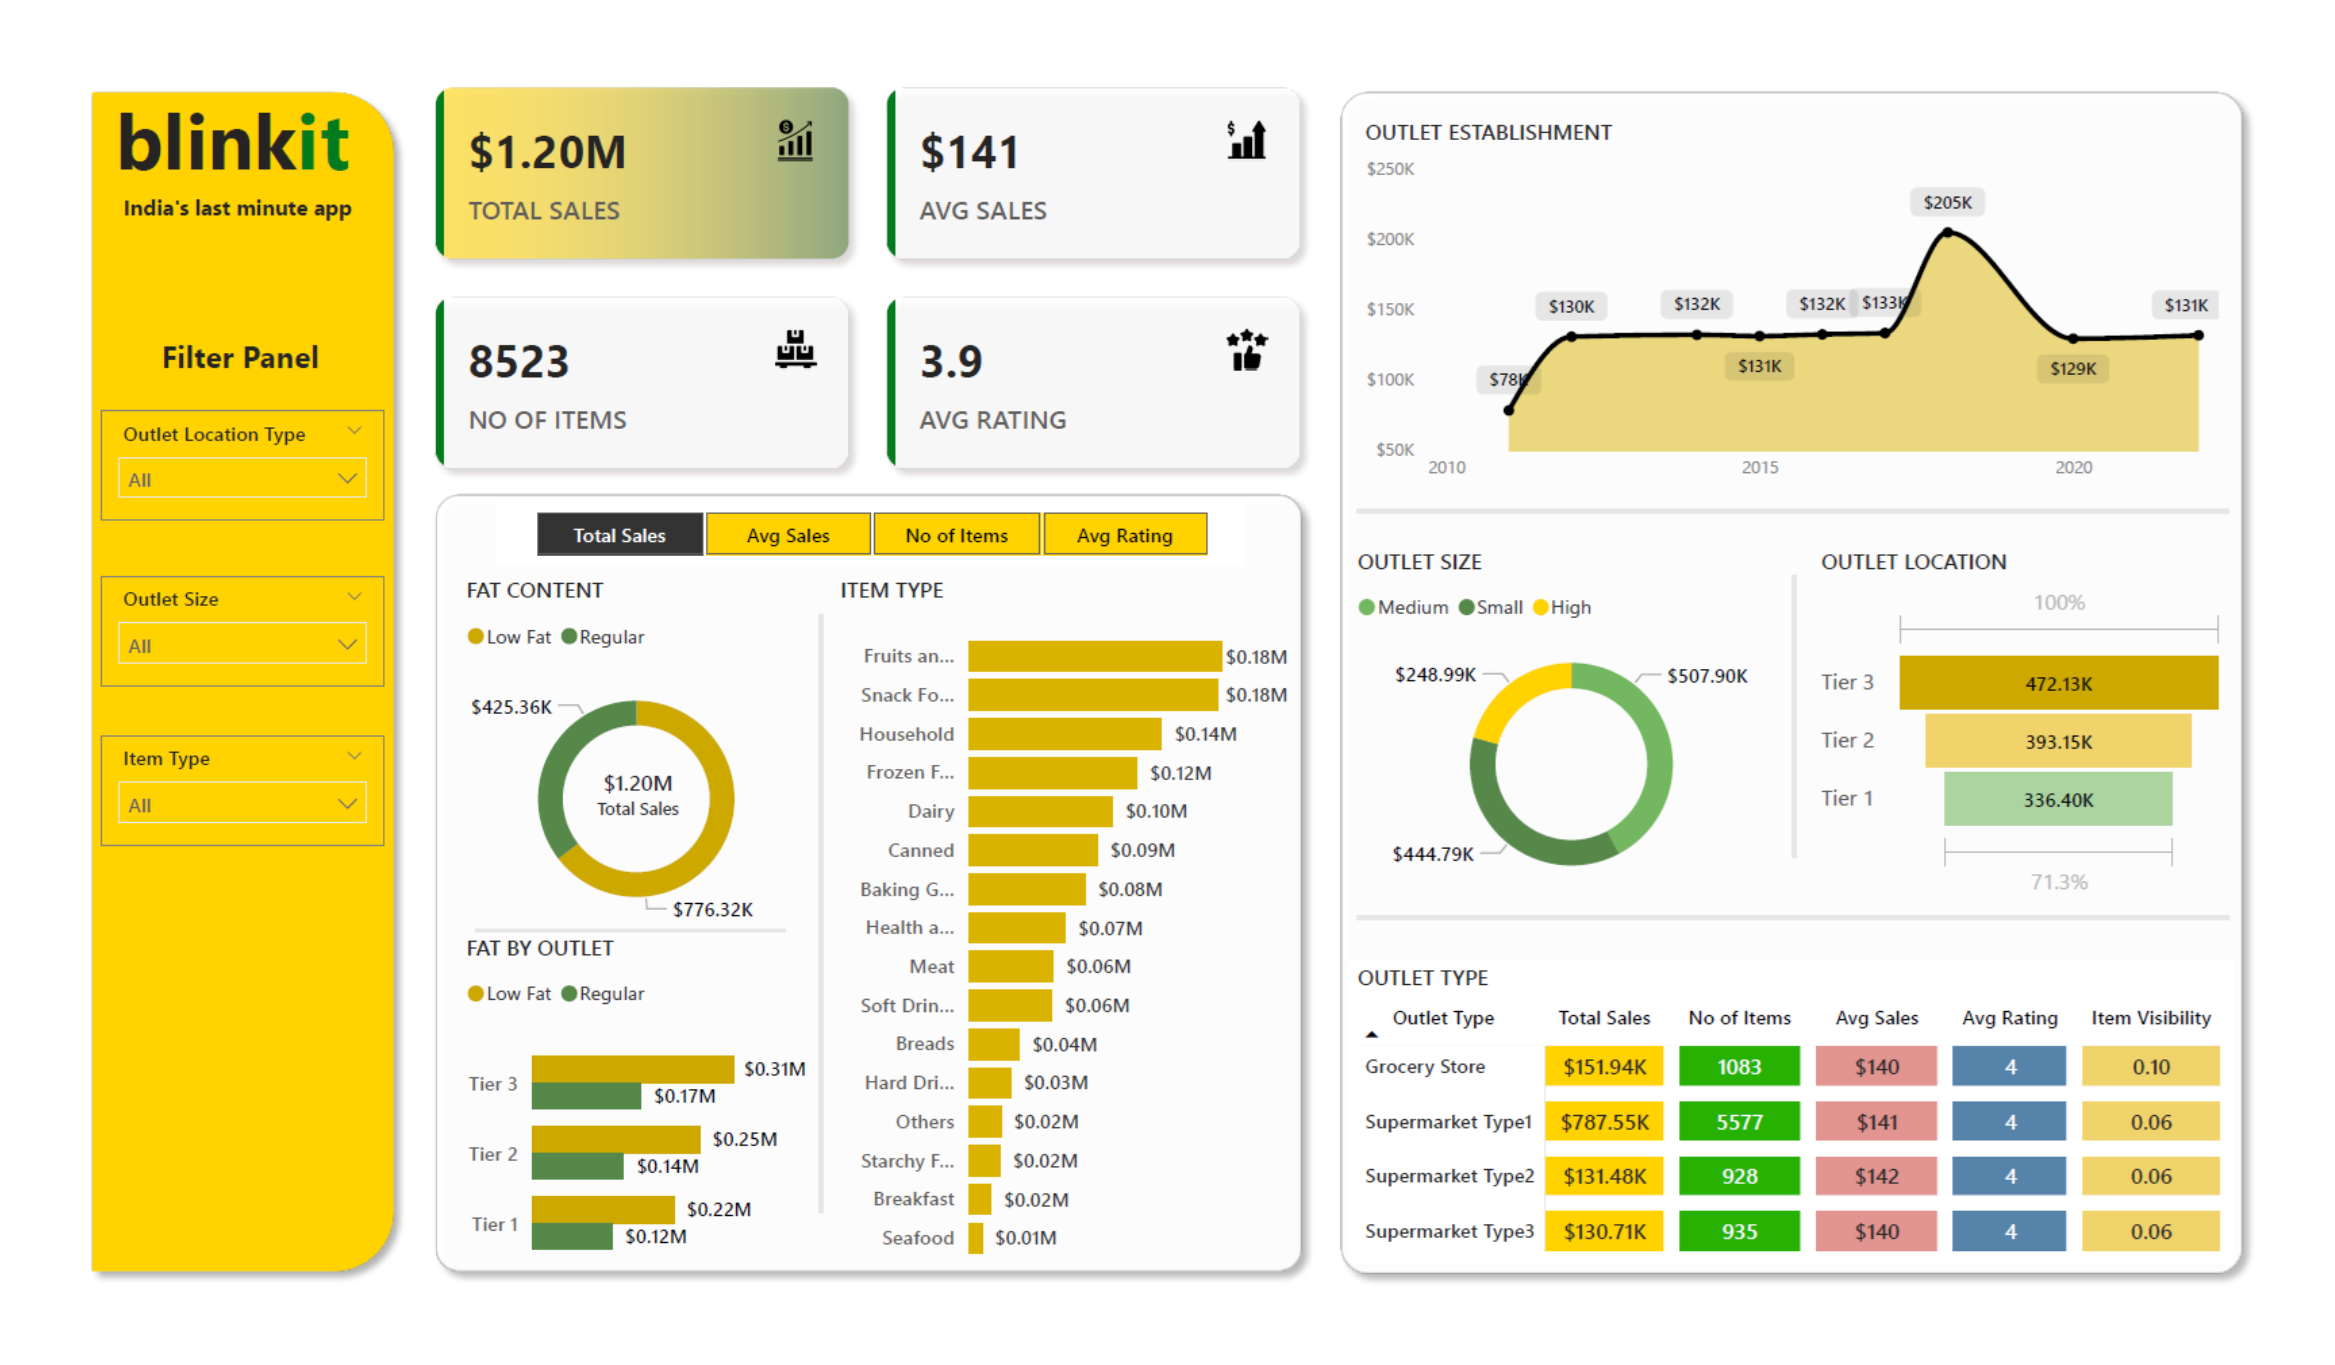 blinkit
India's last minute app
Filter Panel
Outlet Location Type
All
Outlet Size
All
Item Type
All
$1.20M
TOTAL SALES
$141
AVG SALES
8523
NO OF ITEMS
3.9
AVG RATING
Total Sales Avg Sales No of Items Avg Rating
FAT CONTENT
Low Fat Regular
$425.36K
$1.20M
Total Sales
$776.32K
FAT BY OUTLET
Low Fat Regular
Tier 3 $0.31M
$0.17M
Tier 2 $0.25M
$0.14M
Tier 1 $0.22M
$0.12M
ITEM TYPE
Fruits an... $0.18M
Snack Fo... $0.18M
Household $0.14M
Frozen F... $0.12M
Dairy $0.10M
Canned $0.09M
Baking G... $0.08M
Health a... $0.07M
Meat $0.06M
Soft Drin... $0.06M
Breads $0.04M
Hard Dri... $0.03M
Others $0.02M
Starchy F... $0.02M
Breakfast $0.02M
Seafood $0.01M
OUTLET ESTABLISHMENT
$250K
$200K
$150K
$100K
$50K
$78K
$130K
$132K
$131K
$132K
$133K
$205K
$129K
$131K
2010 2015 2020
OUTLET SIZE
Medium Small High
$248.99K
$507.90K
$444.79K
OUTLET LOCATION
100%
Tier 3 472.13K
Tier 2 393.15K
Tier 1 336.40K
71.3%
OUTLET TYPE
Outlet Type Total Sales No of Items Avg Sales Avg Rating Item Visibility
Grocery Store $151.94K 1083 $140 4 0.10
Supermarket Type1 $787.55K 5577 $141 4 0.06
Supermarket Type2 $131.48K 928 $142 4 0.06
Supermarket Type3 $130.71K 935 $140 4 0.06